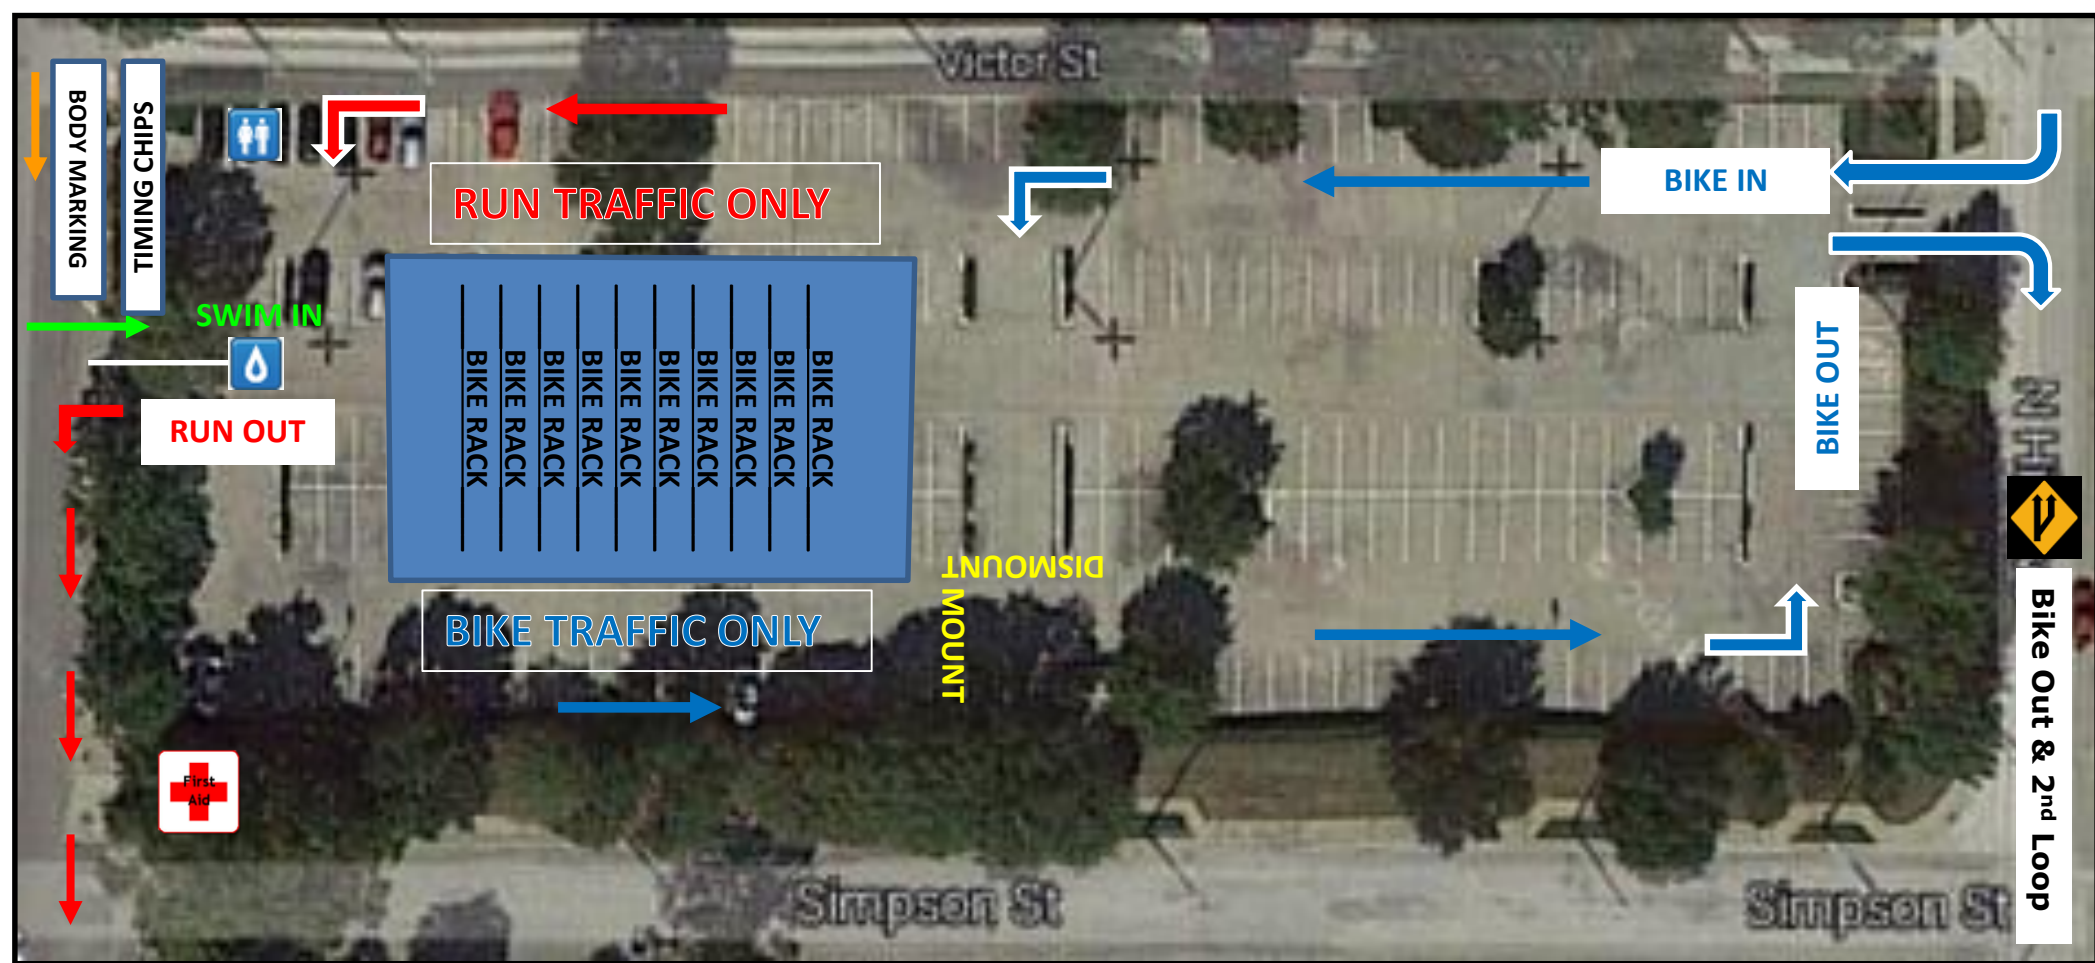 Victor St
BODY MARKING
TIMING CHIPS
RUN TRAFFIC ONLY
BIKE IN
SWIM IN
BIKE OUT
RUN OUT
BIKE RACK
BIKE RACK
BIKE RACK
BIKE RACK
BIKE RACK
BIKE RACK
BIKE RACK
BIKE RACK
BIKE RACK
BIKE RACK
N H
DISMOUNT
MOUNT
BIKE TRAFFIC ONLY
Bike Out & 2nd Loop
First
Aid
Simpson St
Simpson St